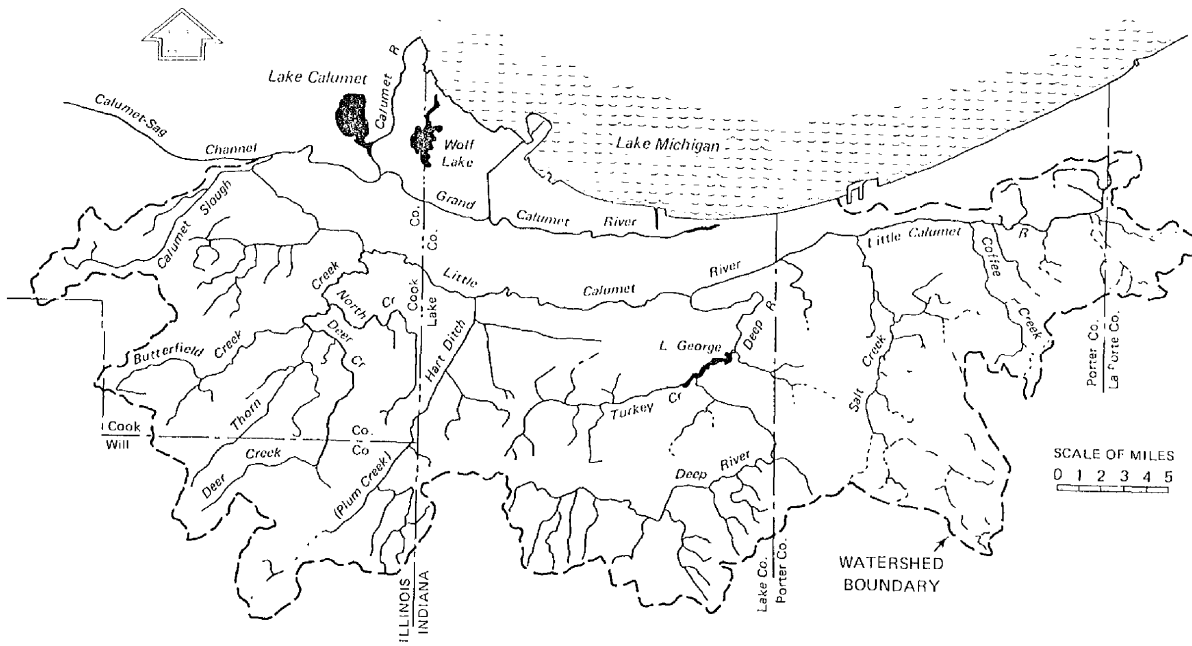 Lake Calumet
Calumet R
Calumet-Sag
Channel
Wolf
Lake
Lake Michigan
Calumet Slough
Grand
Calumet
River
Co.
Co.
Cook
Lake
Little
Calumet
River
Little Calumet
R
Coffee
Creek
Creek
North
Cr
Deer
Cr
Butterfield
Creek
Hart Ditch
L. George
Deep
R
Turkey
Cr
Salt
Creek
Porter Co.
La Porte Co.
Thorn
Cook
Will
Co.
Co
Deer
Creek
(Plum Creek)
Deep
River
SCALE OF MILES
0 1 2 3 4 5
WATERSHED
BOUNDARY
Lake Co.
Porter Co.
ILLINOIS
INDIANA